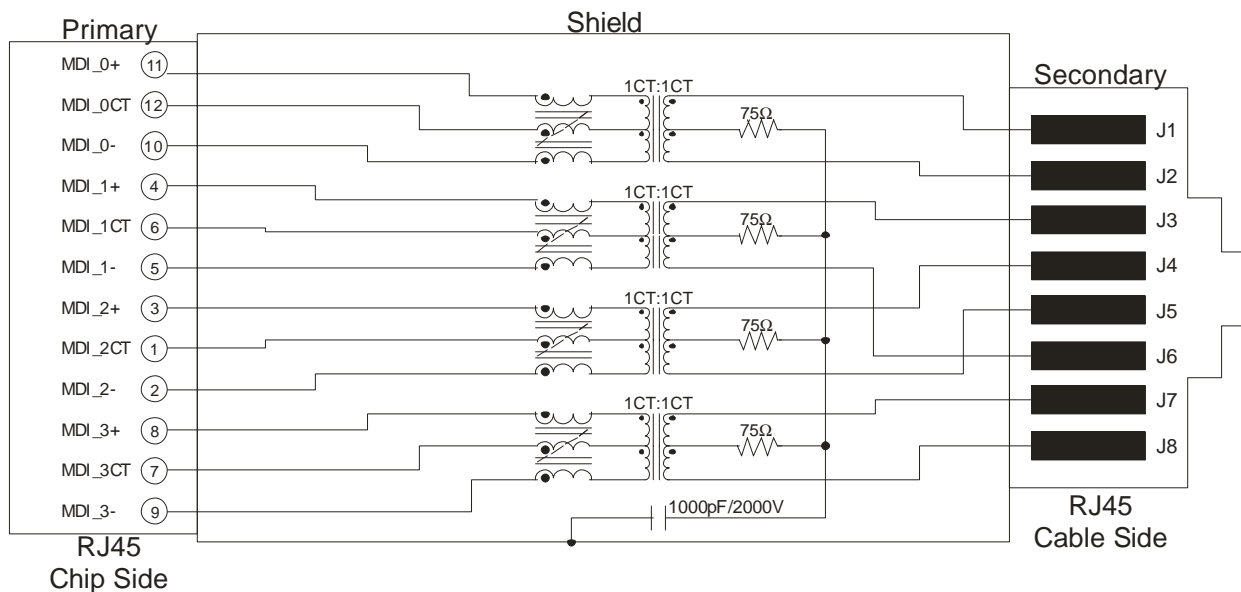 Primary
Shield
MDI_0+ 11
MDI_0CT 12
MDI_0- 10
MDI_1+ 4
MDI_1CT 6
MDI_1- 5
MDI_2+ 3
MDI_2CT 1
MDI_2- 2
MDI_3+ 8
MDI_3CT 7
MDI_3- 9
RJ45
Chip Side
1CT:1CT
75Ω
1CT:1CT
75Ω
1CT:1CT
75Ω
1CT:1CT
75Ω
1000pF/2000V
Secondary
J1
J2
J3
J4
J5
J6
J7
J8
RJ45
Cable Side